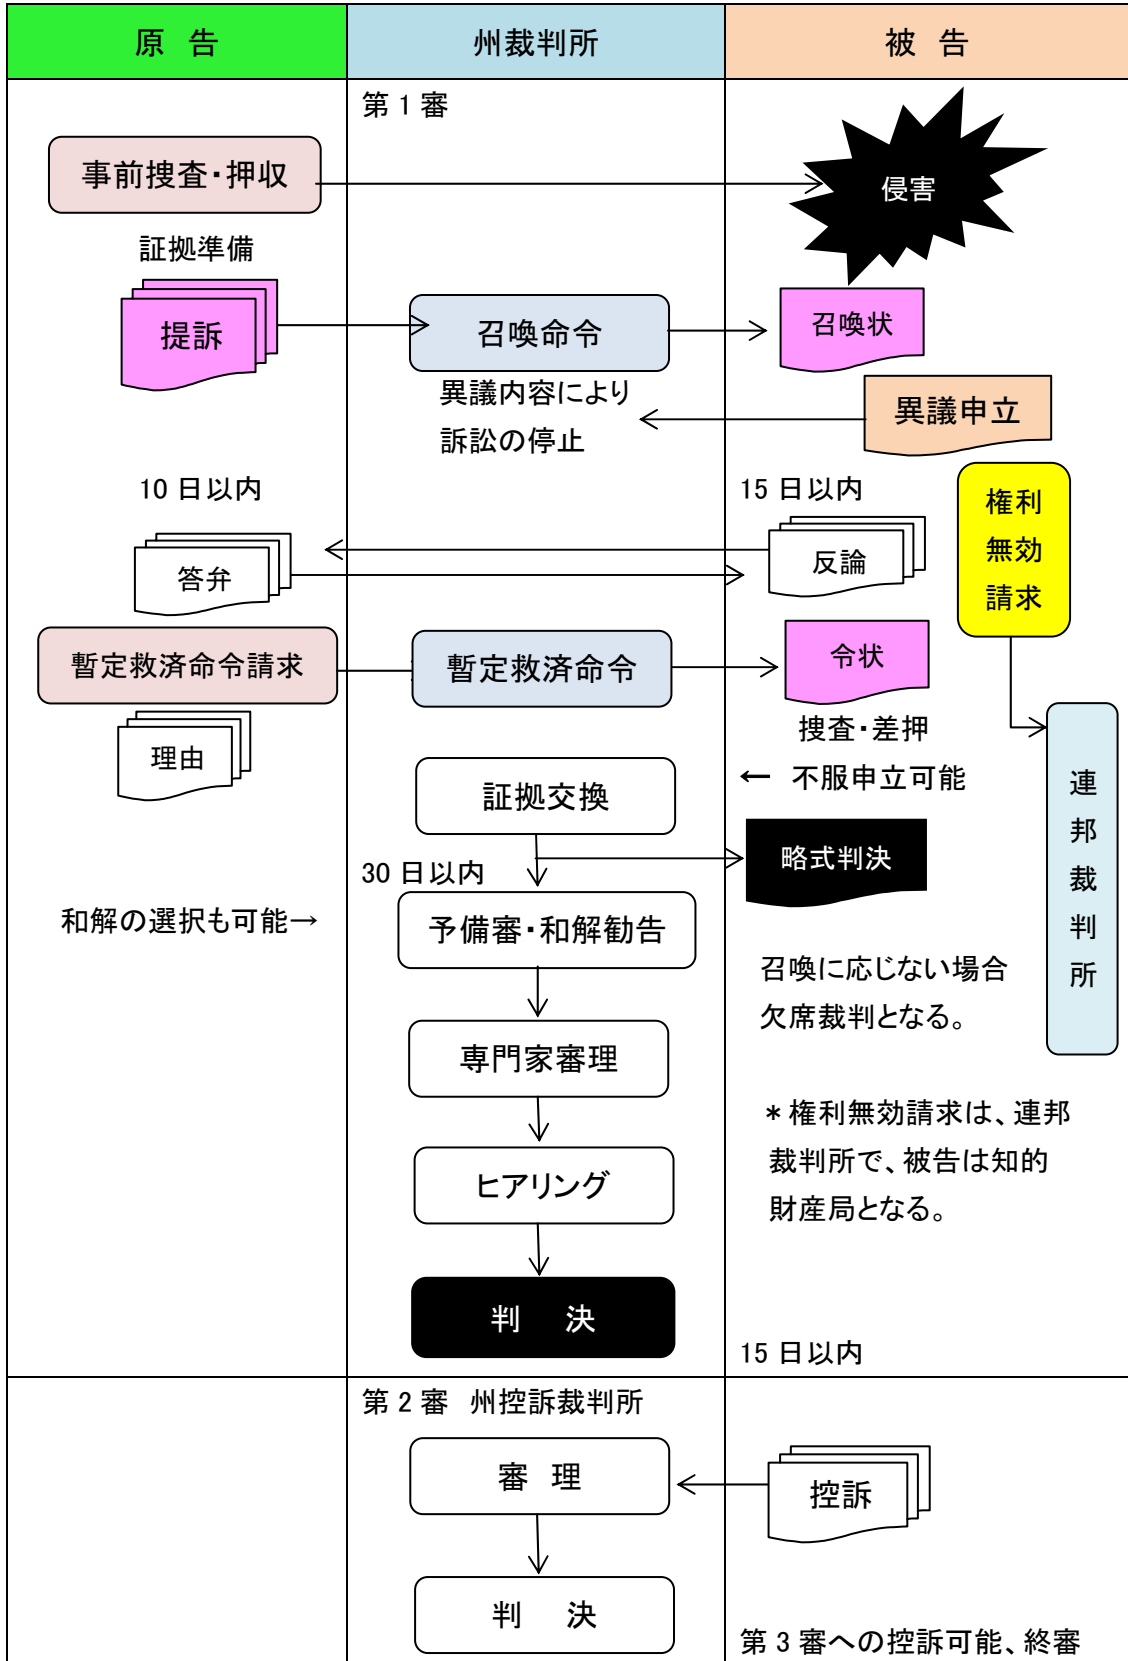 原 告
州裁判所
被 告
第 1 審
事前捜査・押収
侵害
証拠準備
提訴
召喚命令
召喚状
異議内容により
訴訟の停止
異議申立
10 日以内
15 日以内
権利
無効
請求
答弁
反論
暫定救済命令請求
暫定救済命令
令状
理由
捜査・差押
証拠交換
← 不服申立可能
連
邦
裁
判
所
略式判決
30 日以内
和解の選択も可能→
予備審・和解勧告
召喚に応じない場合
欠席裁判となる。
専門家審理
＊権利無効請求は、連邦
裁判所で、被告は知的
財産局となる。
ヒアリング
判 決
15 日以内
第 2 審 州控訴裁判所
審 理
控訴
判 決
第 3 審への控訴可能、終審